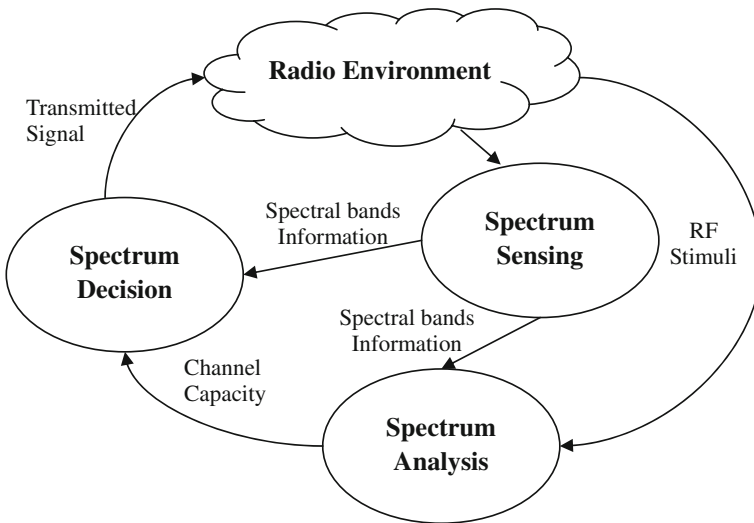 Radio Environment
Transmitted
Signal
Spectral bands
Information
Spectrum
Sensing
RF
Stimuli
Spectrum
Decision
Spectral bands
Information
Channel
Capacity
Spectrum
Analysis